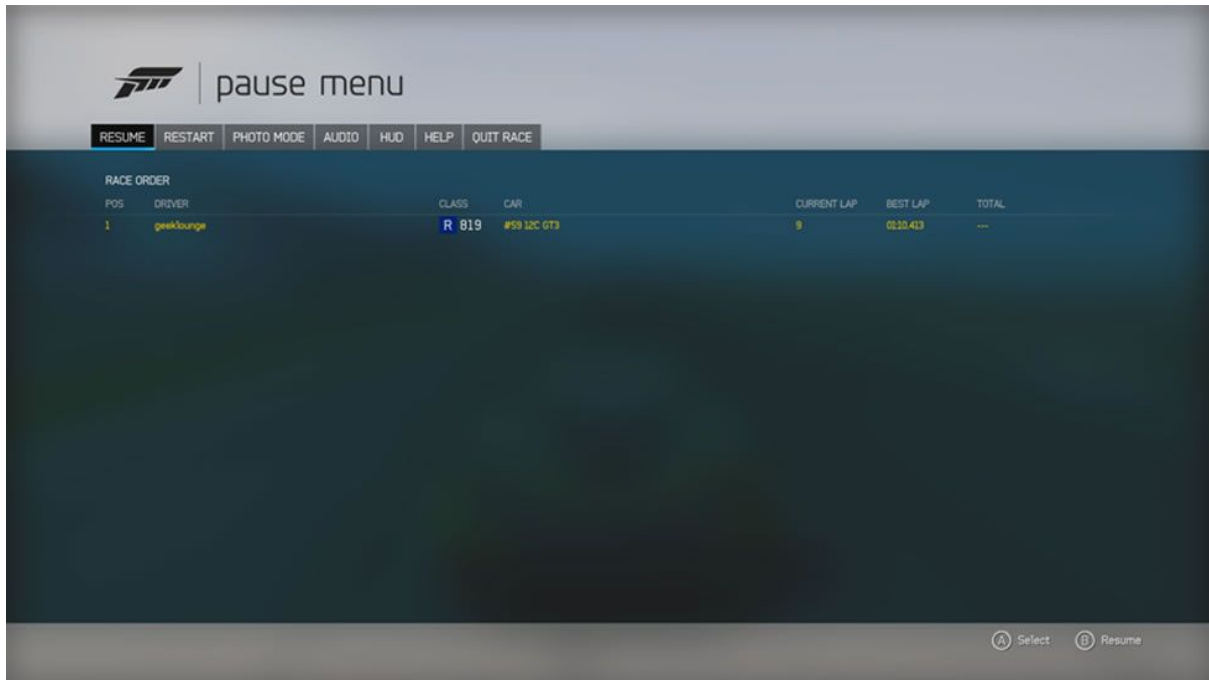 pause menu
RESUME RESTART PHOTO MODE AUDIO HUD HELP QUIT RACE
RACE ORDER
POS DRIVER CLASS CAR CURRENT LAP BEST LAP TOTAL
1 geeklounge R 819 #59 12C GT3 9 01:10.413 ---
A Select B Resume